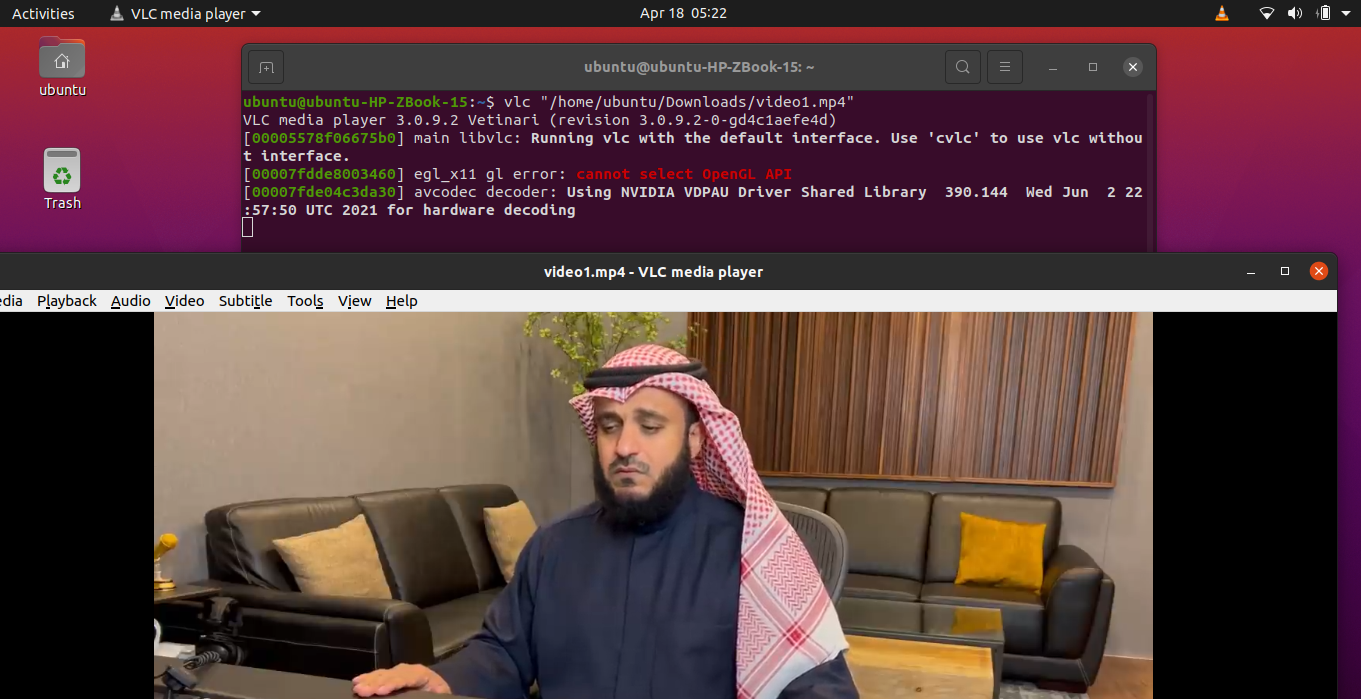 Activities VLC media player Apr 18 05:22
ubuntu
Trash
ubuntu@ubuntu-HP-ZBook-15: ~
ubuntu@ubuntu-HP-ZBook-15:~$ vlc "/home/ubuntu/Downloads/video1.mp4"
VLC media player 3.0.9.2 Vetinari (revision 3.0.9.2-0-gd4c1aefe4d)
[00005578f06675b0] main libvlc: Running vlc with the default interface. Use 'cvlc' to use vlc withou
t interface.
[00007fdde8003460] egl_x11 gl error: cannot select OpenGL API
[00007fde04c3da30] avcodec decoder: Using NVIDIA VDPAU Driver Shared Library  390.144  Wed Jun  2 22
:57:50 UTC 2021 for hardware decoding
video1.mp4 - VLC media player
edia Playback Audio Video Subtitle Tools View Help